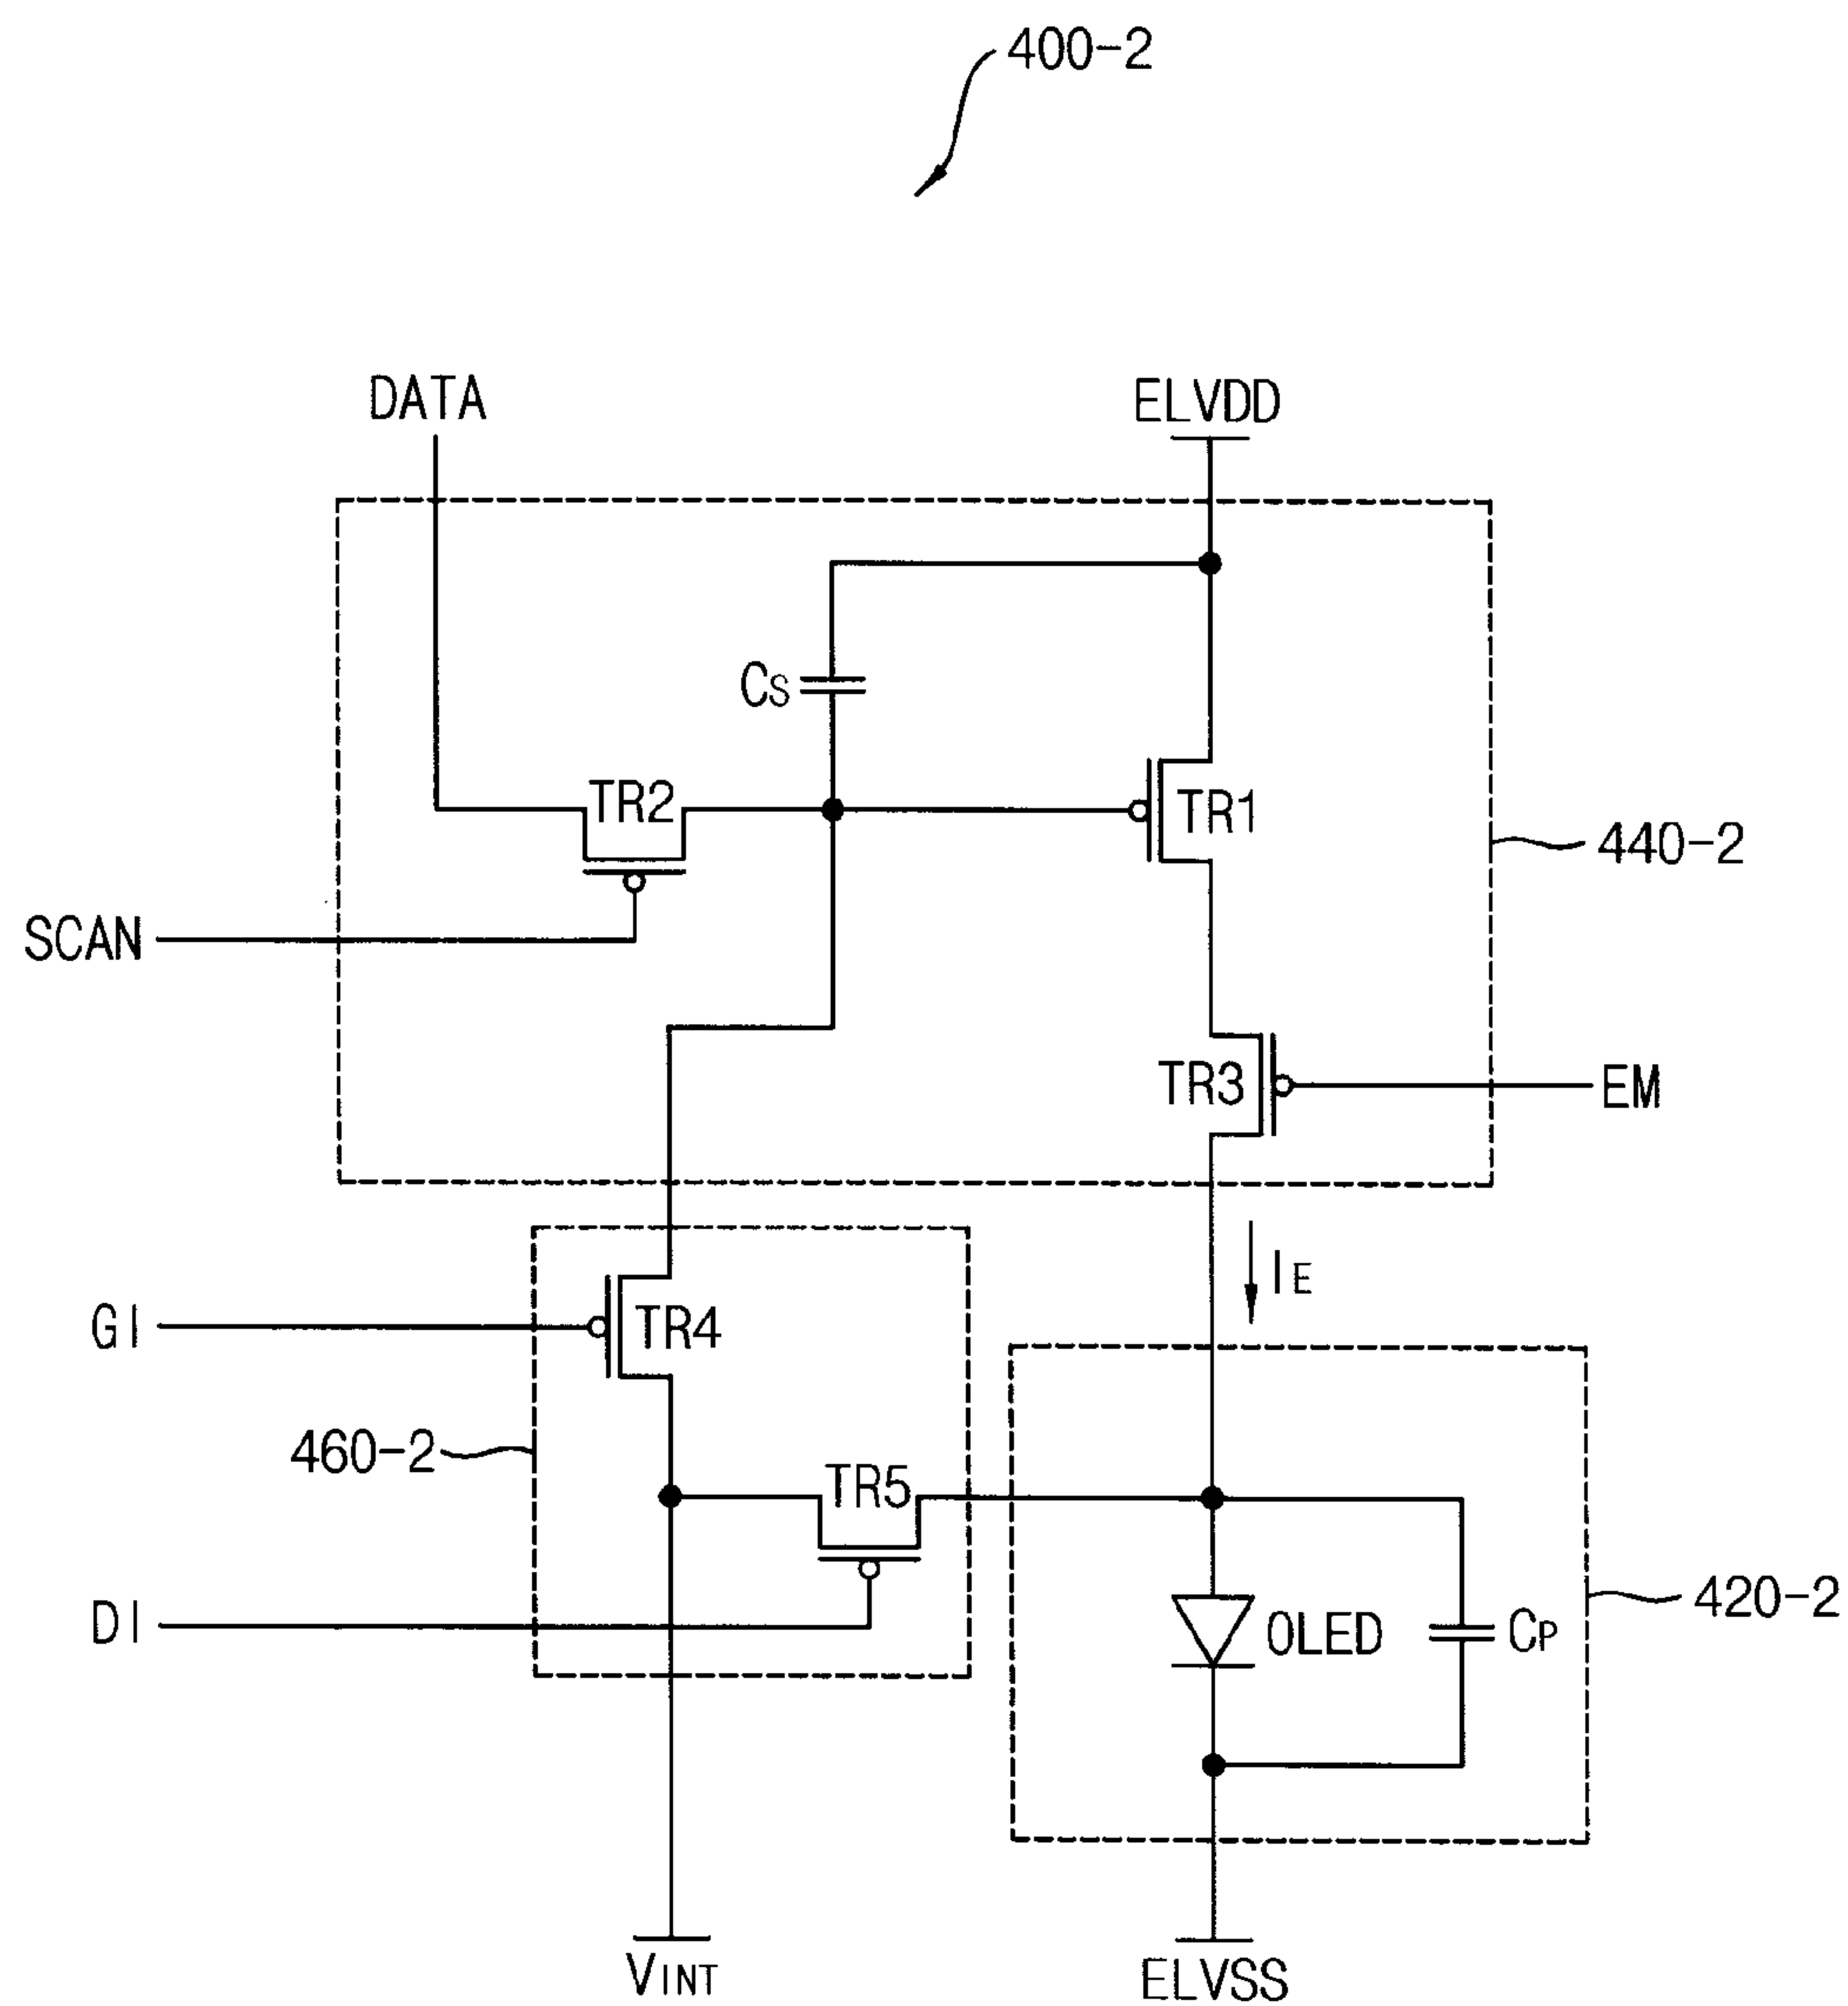 400-2
DATA
ELVDD
CS
TR2
TR1
440-2
SCAN
TR3
EM
IE
GI
TR4
460-2
TR5
DI
OLED
CP
420-2
VINT
ELVSS